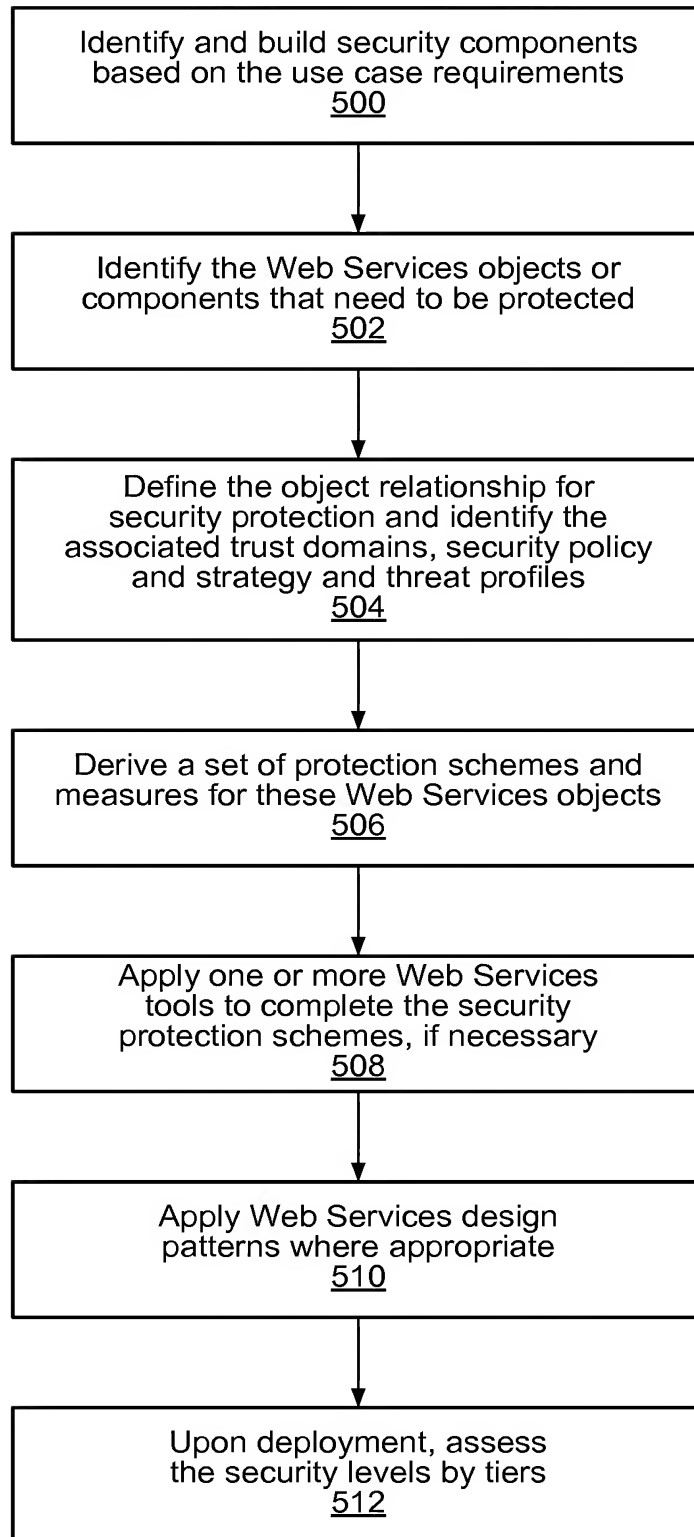 Identify and build security components
based on the use case requirements
500
Identify the Web Services objects or
components that need to be protected
502
Define the object relationship for
security protection and identify the
associated trust domains, security policy
and strategy and threat profiles
504
Derive a set of protection schemes and
measures for these Web Services objects
506
Apply one or more Web Services
tools to complete the security
protection schemes, if necessary
508
Apply Web Services design
patterns where appropriate
510
Upon deployment, assess
the security levels by tiers
512